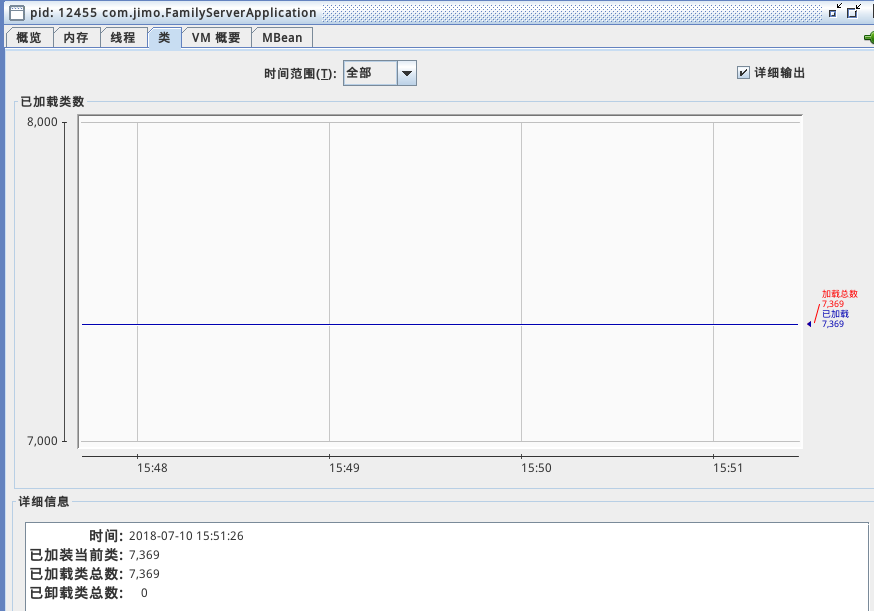 pid: 12455 com.jimo.FamilyServerApplication
概览 内存 线程 类 VM 概要 MBean
时间范围(T): 全部 详细输出
已加载类数
8,000
加载总数
7,369
已加载
7,369
7,000
15:48 15:49 15:50 15:51
详细信息
时间: 2018-07-10 15:51:26
已加装当前类: 7,369
已加载类总数: 7,369
已卸载类总数: 0